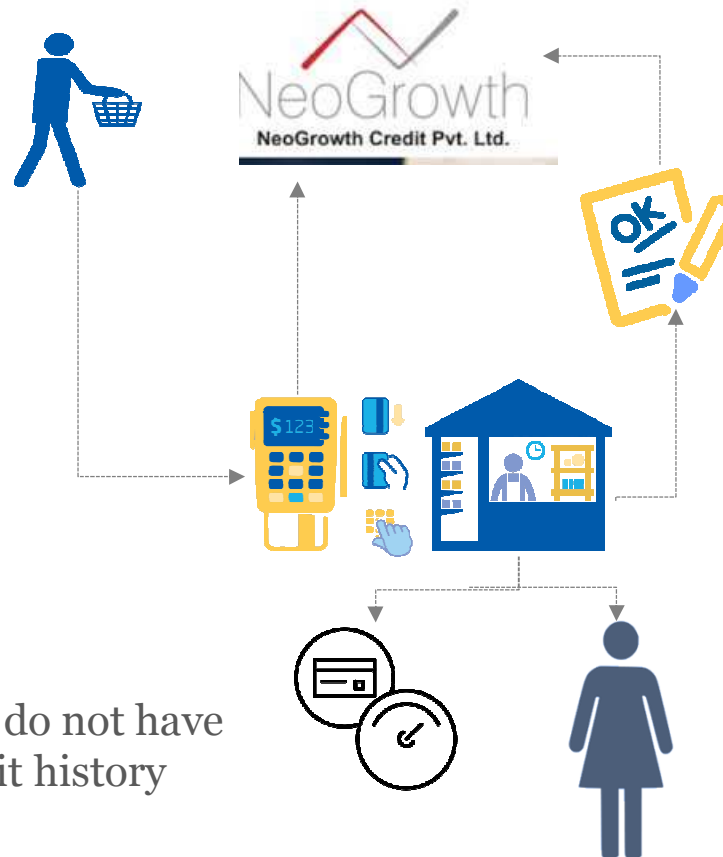 NeoGrowth
NeoGrowth Credit Pvt. Ltd.
OK
$123
do not have
it history